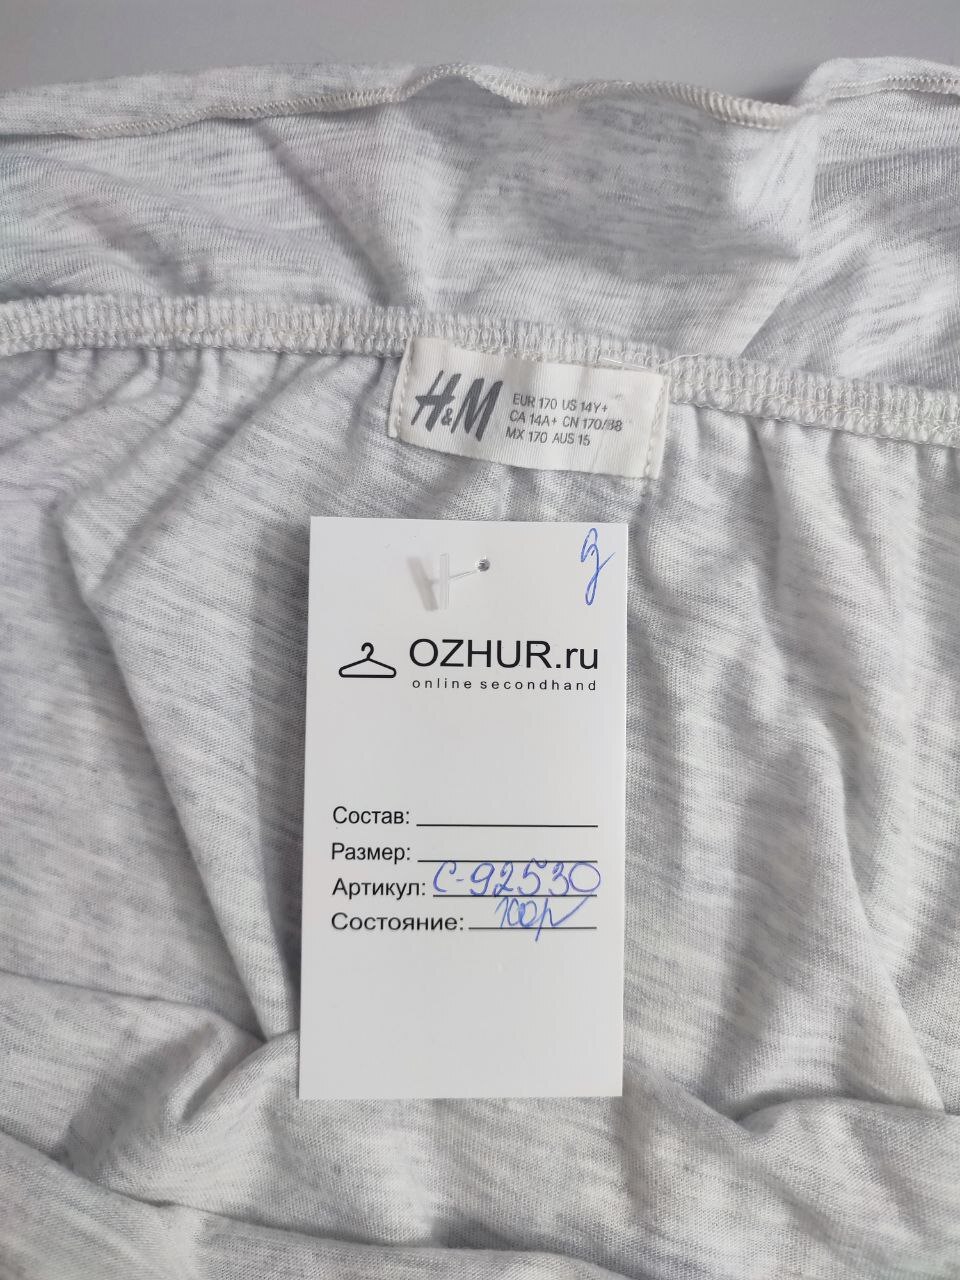 H&M
EUR 170 US 14Y+
CA 14A+ CN 170/88
MX 170 AUS 15
OZHUR.ru
online secondhand
Состав:
Размер:
Артикул: С-92530
Состояние: 100р